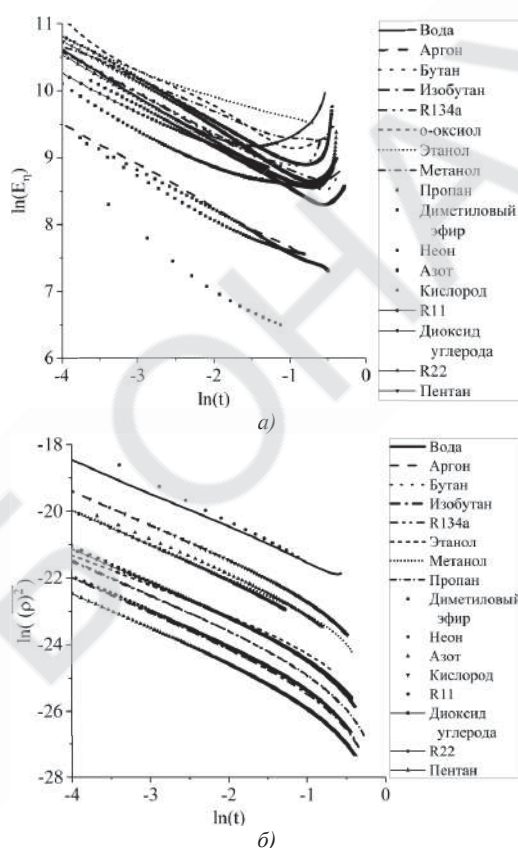 11
10
9
8
7
6
ln(Eη)
-4
-3
-2
-1
0
ln(t)
Вода
Аргон
Бутан
Изобутан
R134a
о-оксиол
Этанол
Метанол
Пропан
Диметиловый
эфир
Неон
Азот
Кислород
R11
Диоксид
углерода
R22
Пентан
а)
-18
-20
-22
-24
-26
-28
-4
-3
-2
-1
0
ln(t)
Вода
Аргон
Бутан
Изобутан
R134a
Этанол
Метанол
Пропан
Диметиловый
эфир
Неон
Азот
Кислород
R11
Диоксид
углерода
R22
Пентан
б)